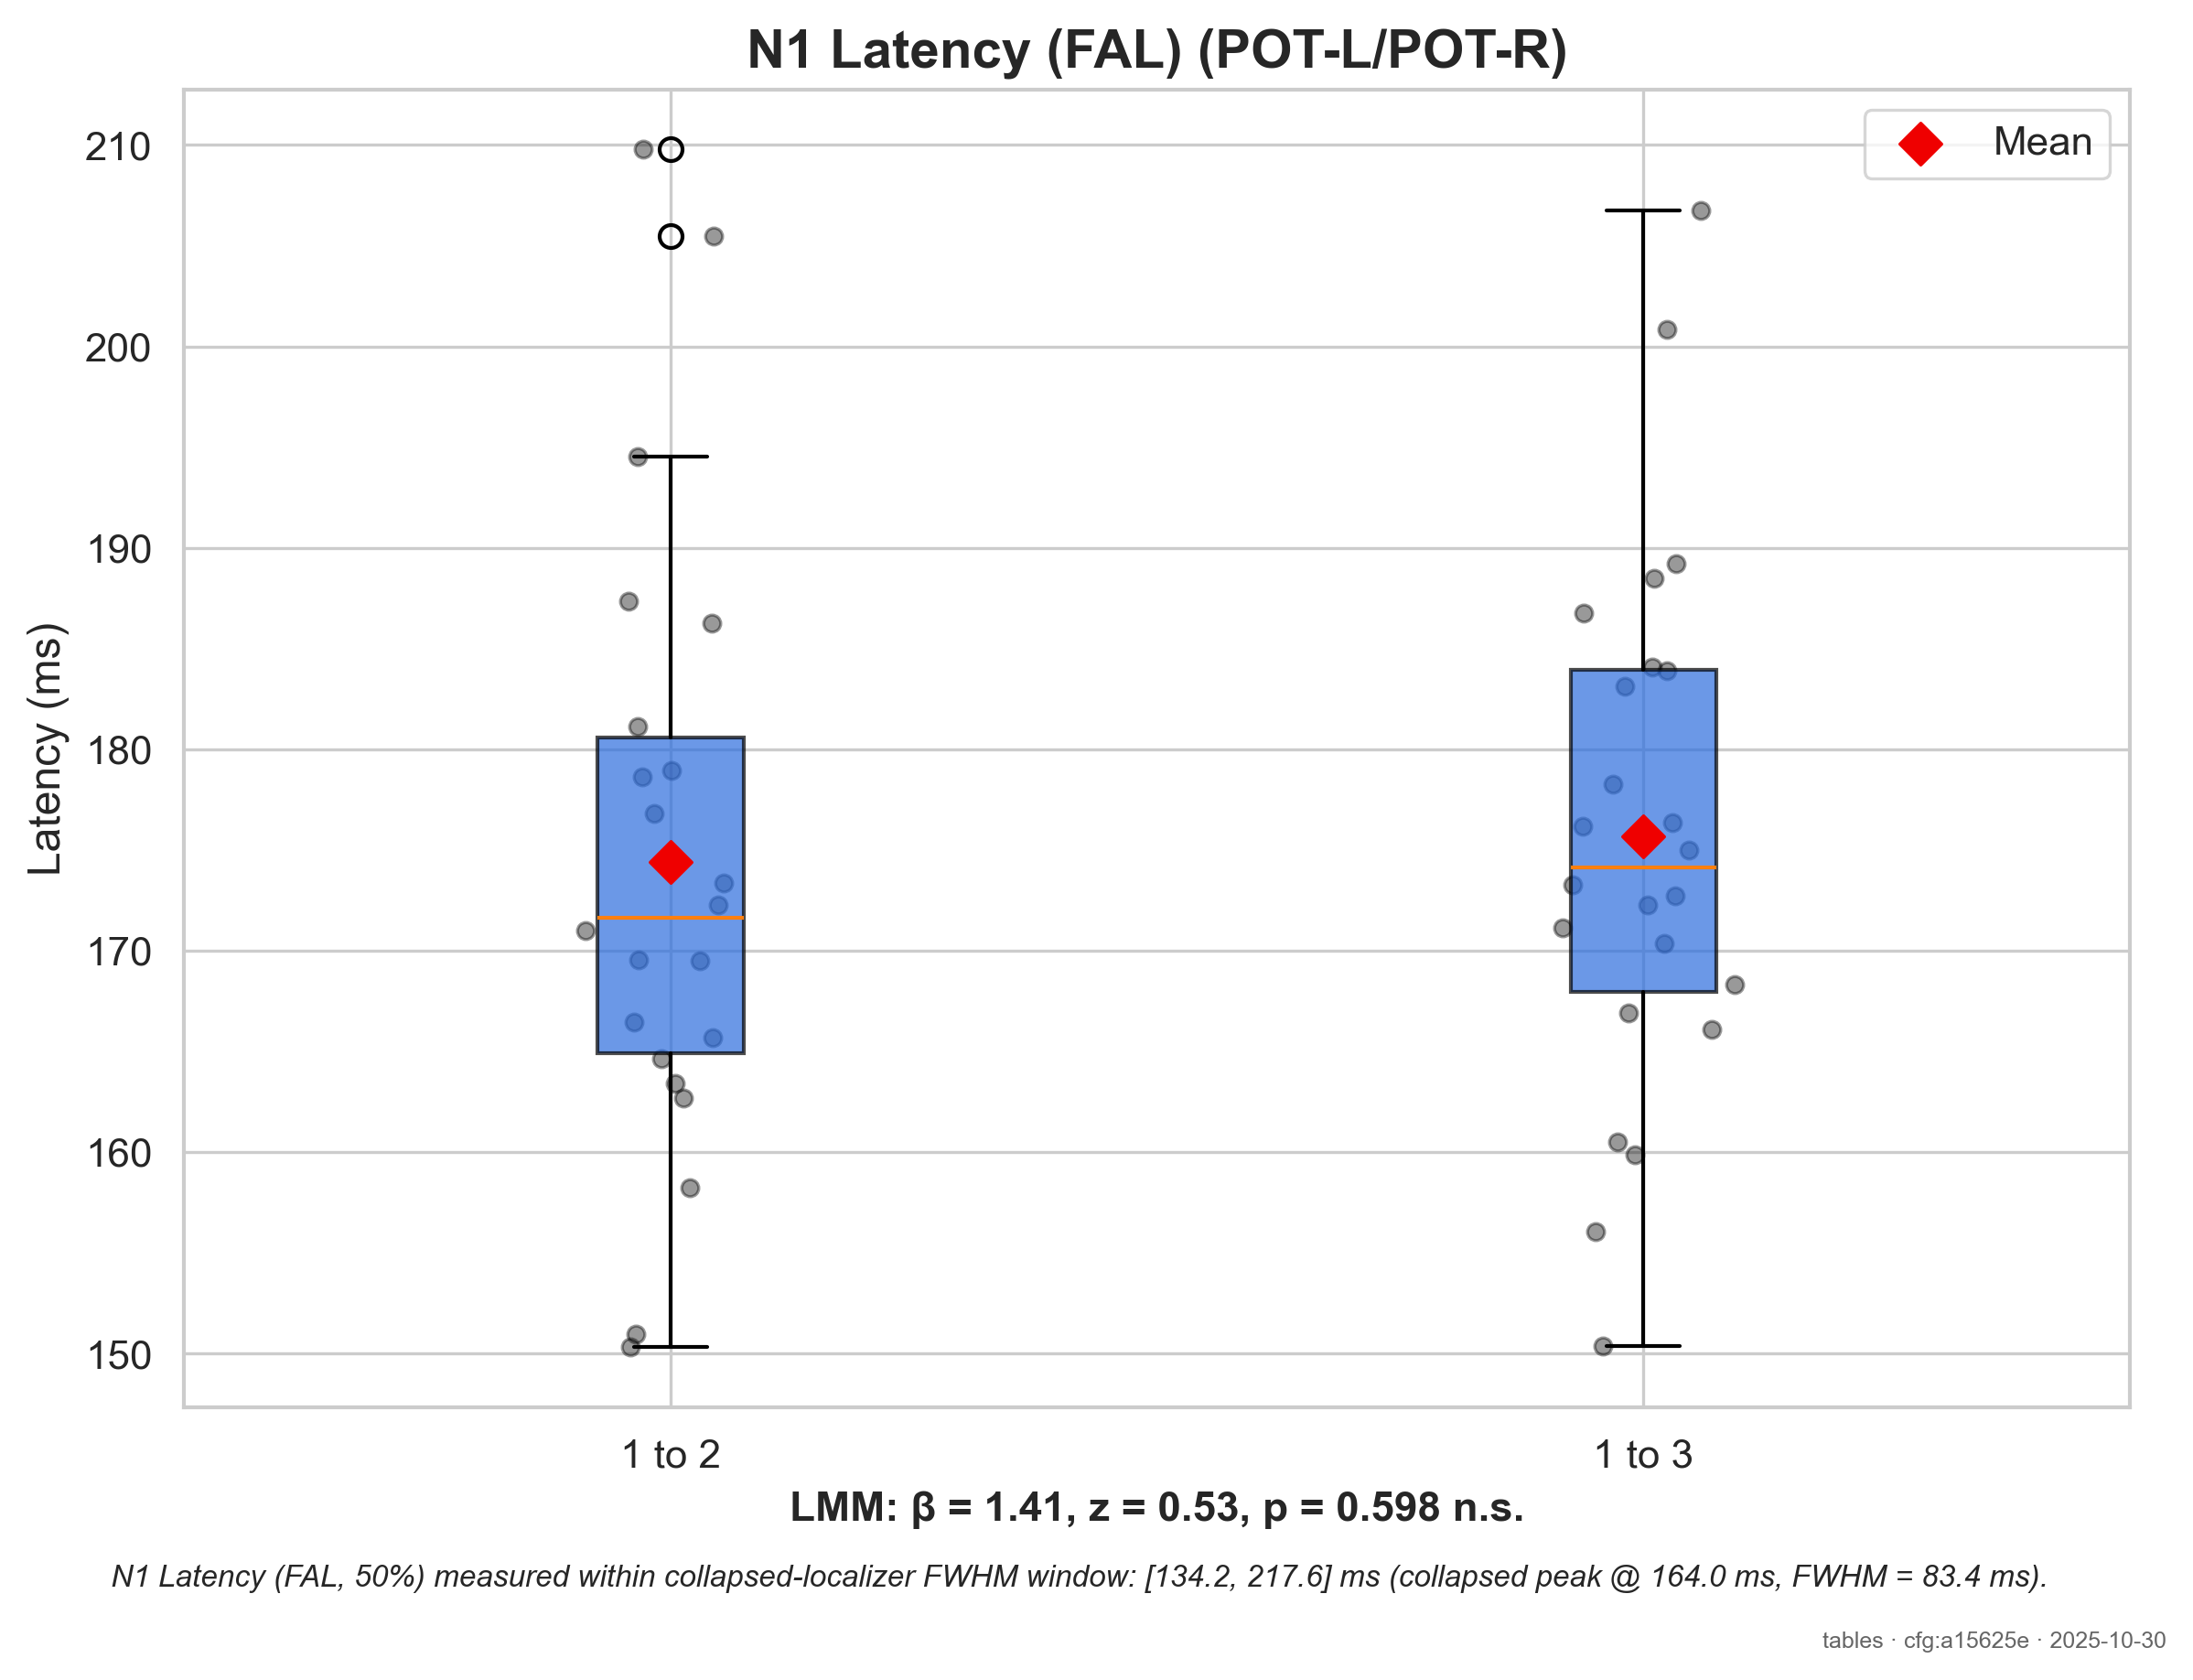 N1 Latency (FAL) (POT-L/POT-R)
Mean
Latency (ms)
210
200
190
180
170
160
150
1 to 2
1 to 3
LMM: β = 1.41, z = 0.53, p = 0.598 n.s.
N1 Latency (FAL, 50%) measured within collapsed-localizer FWHM window: [134.2, 217.6] ms (collapsed peak @ 164.0 ms, FWHM = 83.4 ms).
tables · cfg:a15625e · 2025-10-30